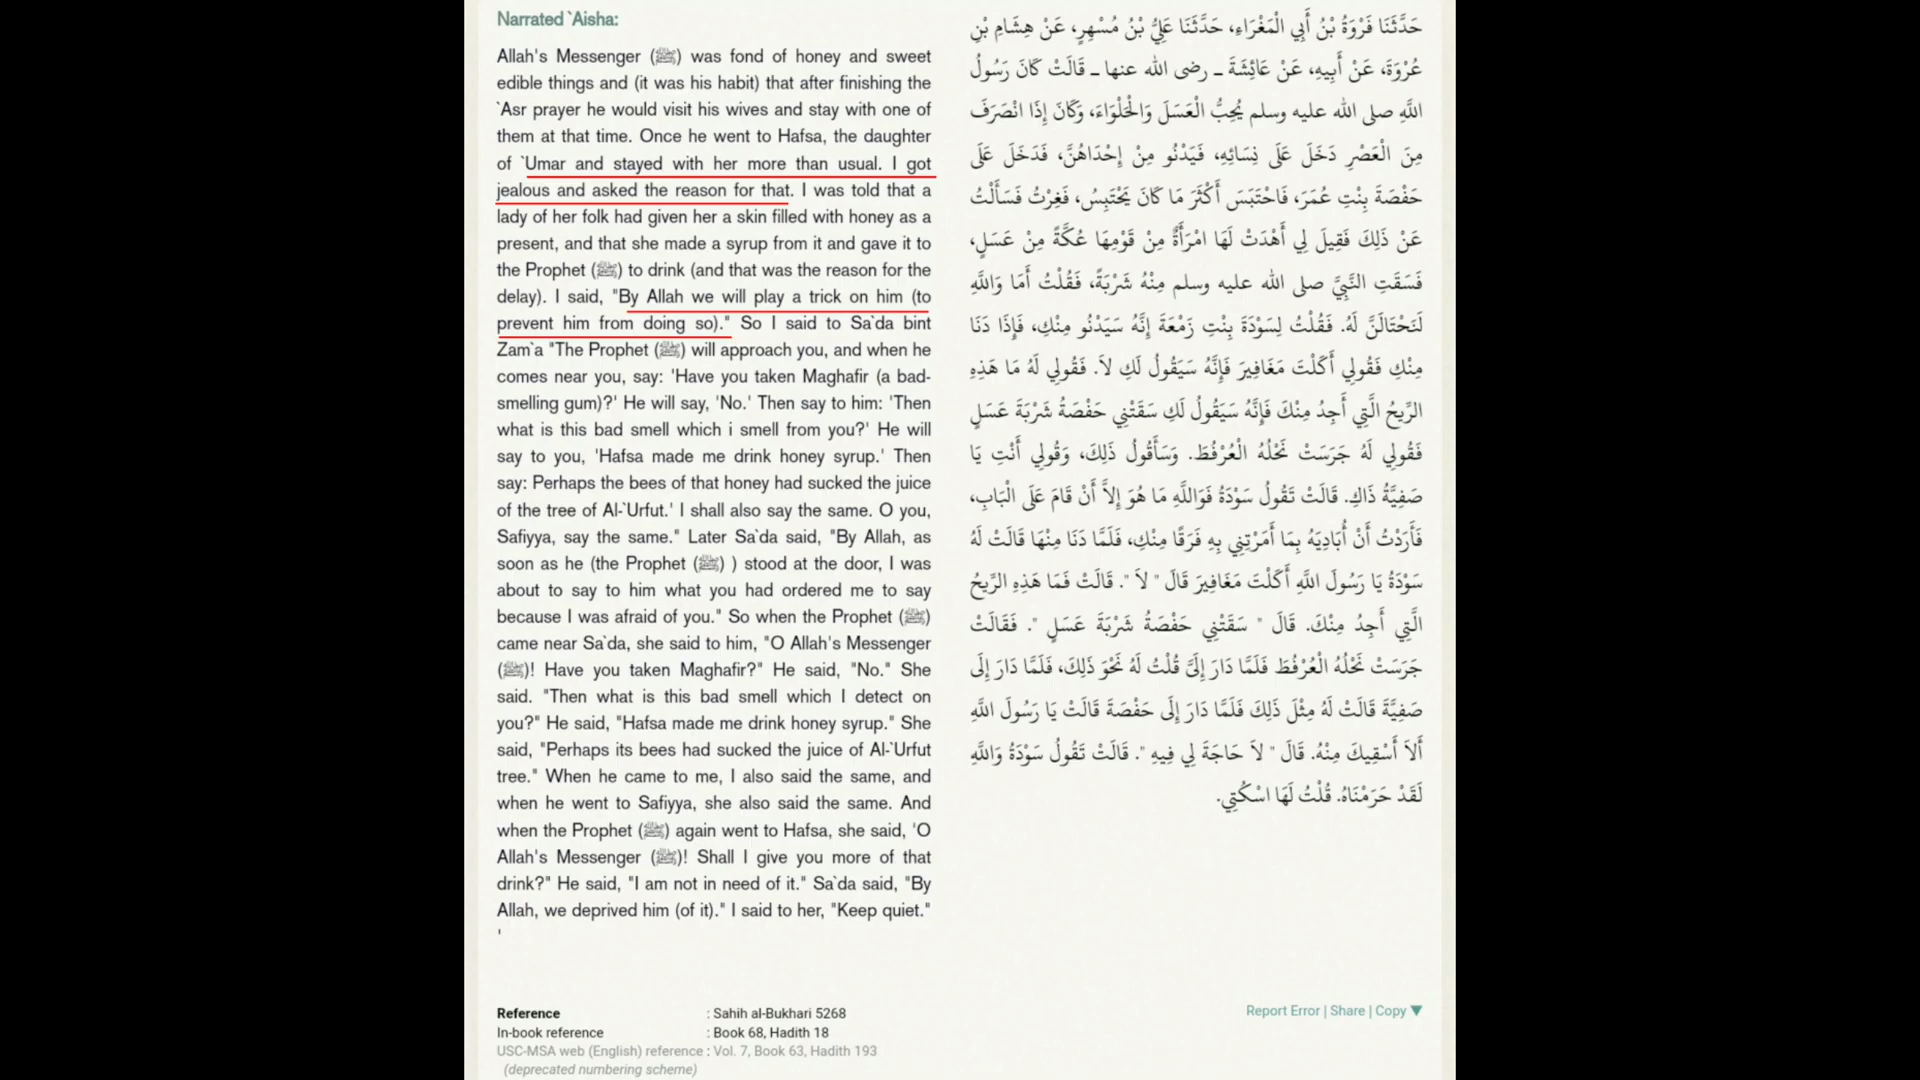 Narrated `Aisha:
Allah's Messenger (ﷺ) was fond of honey and sweet
edible things and (it was his habit) that after finishing the
`Asr prayer he would visit his wives and stay with one of
them at that time. Once he went to Hafsa, the daughter
of `Umar and stayed with her more than usual. I got
jealous and asked the reason for that. I was told that a
lady of her folk had given her a skin filled with honey as a
present, and that she made a syrup from it and gave it to
the Prophet (ﷺ) to drink (and that was the reason for the
delay). I said, "By Allah we will play a trick on him (to
prevent him from doing so)." So I said to Sa`da bint
Zam`a "The Prophet (ﷺ) will approach you, and when he
comes near you, say: 'Have you taken Maghafir (a bad-
smelling gum)?' He will say, 'No.' Then say to him: 'Then
what is this bad smell which i smell from you?' He will
say to you, 'Hafsa made me drink honey syrup.' Then
say: Perhaps the bees of that honey had sucked the juice
of the tree of Al-`Urfut.' I shall also say the same. O you,
Safiyya, say the same." Later Sa`da said, "By Allah, as
soon as he (the Prophet (ﷺ) ) stood at the door, I was
about to say to him what you had ordered me to say
because I was afraid of you." So when the Prophet (ﷺ)
came near Sa`da, she said to him, "O Allah's Messenger
(ﷺ)! Have you taken Maghafir?" He said, "No." She
said. "Then what is this bad smell which I detect on
you?" He said, "Hafsa made me drink honey syrup." She
said, "Perhaps its bees had sucked the juice of Al-`Urfut
tree." When he came to me, I also said the same, and
when he went to Safiyya, she also said the same. And
when the Prophet (ﷺ) again went to Hafsa, she said, 'O
Allah's Messenger (ﷺ)! Shall I give you more of that
drink?" He said, "I am not in need of it." Sa`da said, "By
Allah, we deprived him (of it)." I said to her, "Keep quiet."
'
حَدَّثَنَا فَرْوَةُ بْنُ أَبِي الْمَغْرَاءِ، حَدَّثَنَا عَلِيُّ بْنُ مُسْهِرٍ، عَنْ هِشَامِ بْنِ
عُرْوَةَ، عَنْ أَبِيهِ، عَنْ عَائِشَةَ ـ رضى الله عنها ـ قَالَتْ كَانَ رَسُولُ
اللَّهِ صلى الله عليه وسلم يُحِبُّ الْعَسَلَ وَالْحَلْوَاءَ، وَكَانَ إِذَا انْصَرَفَ
مِنَ الْعَصْرِ دَخَلَ عَلَى نِسَائِهِ، فَيَدْنُو مِنْ إِحْدَاهُنَّ، فَدَخَلَ عَلَى
حَفْصَةَ بِنْتِ عُمَرَ، فَاحْتَبَسَ أَكْثَرَ مَا كَانَ يَحْتَبِسُ، فَغِرْتُ فَسَأَلْتُ
عَنْ ذَلِكَ فَقِيلَ لِي أَهْدَتْ لَهَا امْرَأَةٌ مِنْ قَوْمِهَا عُكَّةً مِنْ عَسَلٍ،
فَسَقَتِ النَّبِيَّ صلى الله عليه وسلم مِنْهُ شَرْبَةً، فَقُلْتُ أَمَا وَاللَّهِ
لَنَحْتَالَنَّ لَهُ. فَقُلْتُ لِسَوْدَةَ بِنْتِ زَمْعَةَ إِنَّهُ سَيَدْنُو مِنْكِ، فَإِذَا دَنَا
مِنْكِ فَقُولِي أَكَلْتَ مَغَافِيرَ فَإِنَّهُ سَيَقُولُ لَكِ لاَ. فَقُولِي لَهُ مَا هَذِهِ
الرِّيحُ الَّتِي أَجِدُ مِنْكَ فَإِنَّهُ سَيَقُولُ لَكِ سَقَتْنِي حَفْصَةُ شَرْبَةَ عَسَلٍ
فَقُولِي لَهُ جَرَسَتْ نَحْلُهُ الْعُرْفُطَ. وَسَأَقُولُ ذَلِكَ، وَقُولِي أَنْتِ يَا
صَفِيَّةُ ذَاكِ. قَالَتْ تَقُولُ سَوْدَةُ فَوَاللَّهِ مَا هُوَ إِلاَّ أَنْ قَامَ عَلَى الْبَابِ،
فَأَرَدْتُ أَنْ أُبَادِيَهُ بِمَا أَمَرْتِنِي بِهِ فَرَقًا مِنْكِ، فَلَمَّا دَنَا مِنْهَا قَالَتْ لَهُ
سَوْدَةُ يَا رَسُولَ اللَّهِ أَكَلْتَ مَغَافِيرَ قَالَ ‏"‏ لاَ ‏"‏‏.‏ قَالَتْ فَمَا هَذِهِ الرِّيحُ
الَّتِي أَجِدُ مِنْكَ. قَالَ ‏"‏ سَقَتْنِي حَفْصَةُ شَرْبَةَ عَسَلٍ ‏"‏‏.‏ فَقَالَتْ
جَرَسَتْ نَحْلُهُ الْعُرْفُطَ فَلَمَّا دَارَ إِلَىَّ قُلْتُ لَهُ نَحْوَ ذَلِكَ، فَلَمَّا دَارَ إِلَى
صَفِيَّةَ قَالَتْ لَهُ مِثْلَ ذَلِكَ فَلَمَّا دَارَ إِلَى حَفْصَةَ قَالَتْ يَا رَسُولَ اللَّهِ
أَلاَ أَسْقِيكَ مِنْهُ. قَالَ ‏"‏ لاَ حَاجَةَ لِي فِيهِ ‏"‏‏.‏ قَالَتْ تَقُولُ سَوْدَةُ وَاللَّهِ
لَقَدْ حَرَمْنَاهُ. قُلْتُ لَهَا اسْكُتِي.
Reference : Sahih al-Bukhari 5268
In-book reference : Book 68, Hadith 18
USC-MSA web (English) reference : Vol. 7, Book 63, Hadith 193
(deprecated numbering scheme)
Report Error | Share | Copy ▼